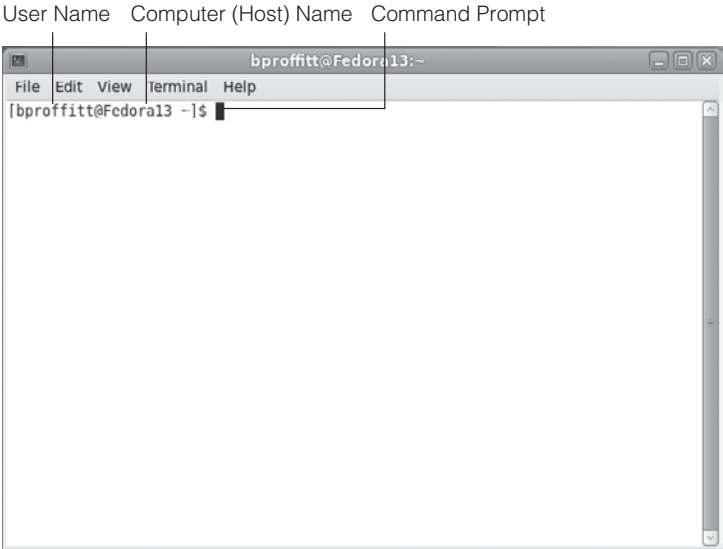 User Name Computer (Host) Name Command Prompt
bproffitt@Fedora13:~
File Edit View Terminal Help
[bproffitt@Fedora13 ~]$